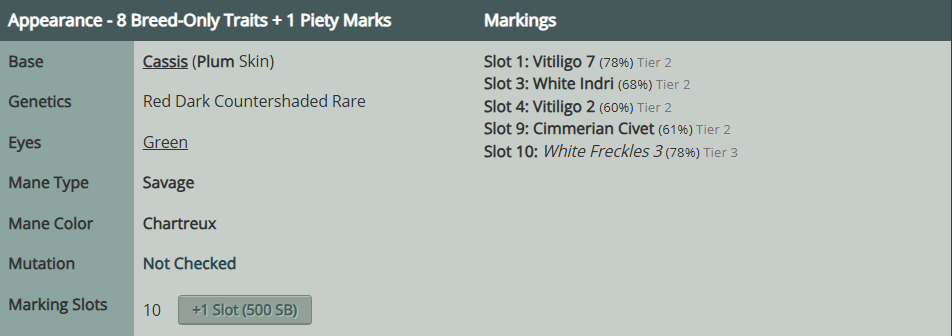 Appearance - 8 Breed-Only Traits + 1 Piety Marks
Base Cassis (Plum Skin)
Genetics Red Dark Countershaded Rare
Eyes Green
Mane Type Savage
Mane Color Chartreux
Mutation Not Checked
Marking Slots 10 +1 Slot (500 SB)
Markings
Slot 1: Vitiligo 7 (78%) Tier 2
Slot 3: White Indri (68%) Tier 2
Slot 4: Vitiligo 2 (60%) Tier 2
Slot 9: Cimmerian Civet (61%) Tier 2
Slot 10: White Freckles 3 (78%) Tier 3